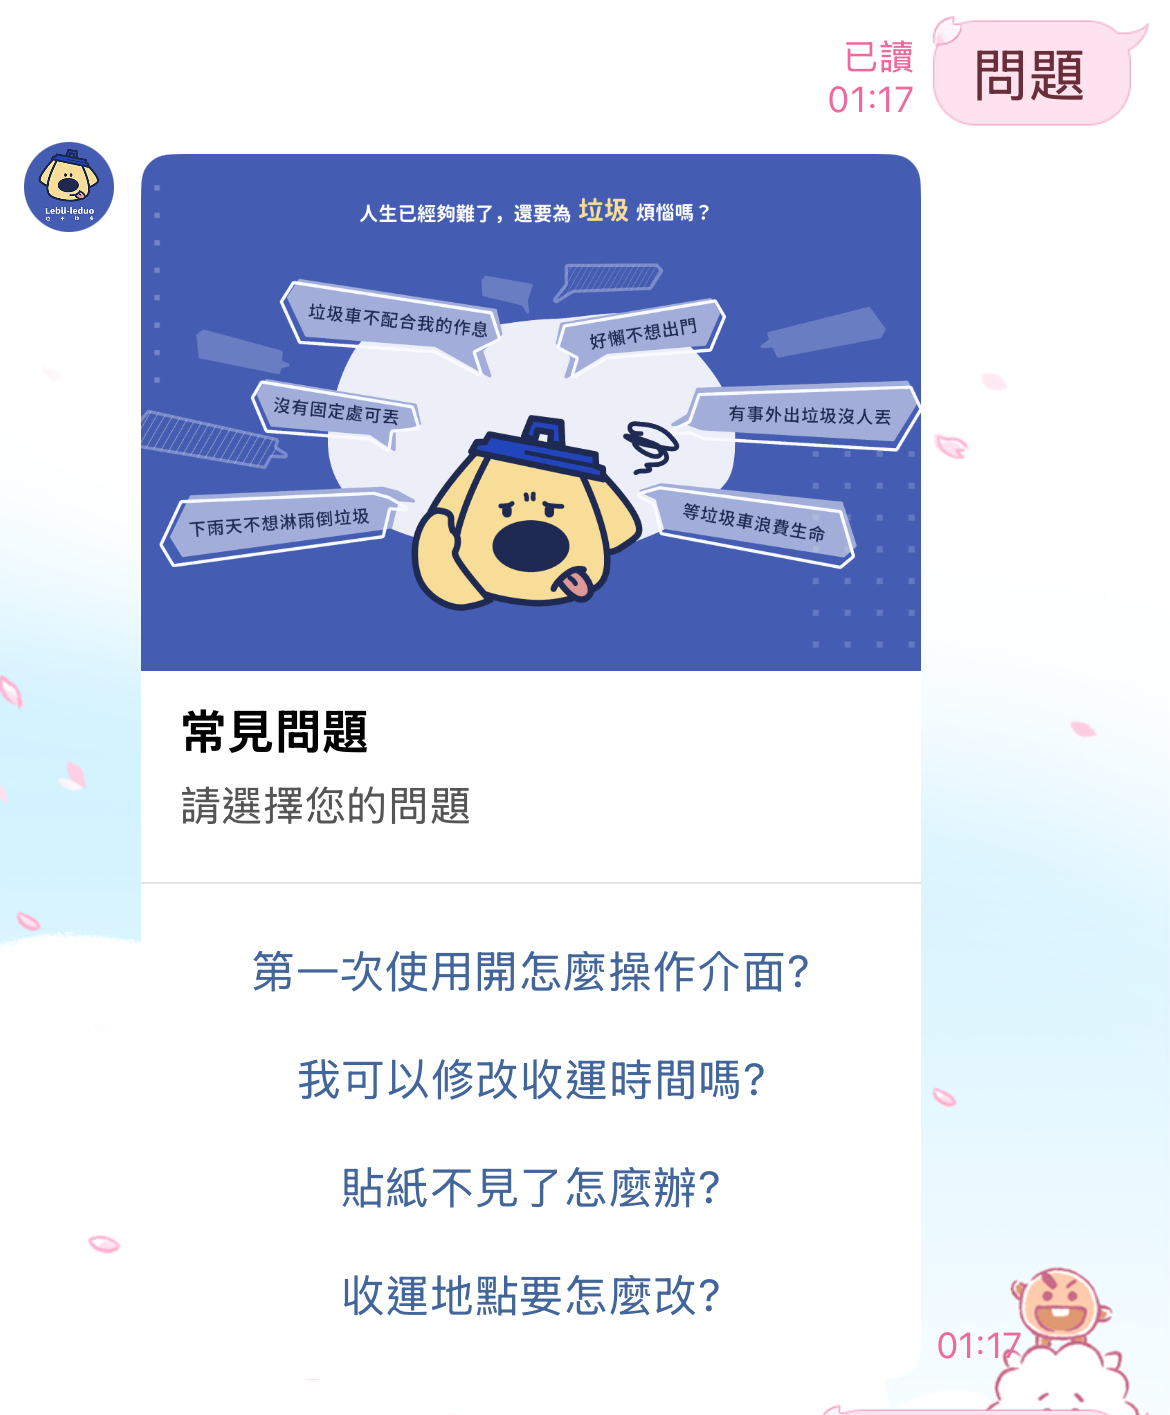 已讀
01:17
問題
Lebli-leduo
人生已經夠難了，還要為 垃圾 煩惱嗎？
垃圾車不配合我的作息
好懶不想出門
沒有固定處可丟
有事外出垃圾沒人丟
下雨天不想淋雨倒垃圾
等垃圾車浪費生命
常見問題
請選擇您的問題
第一次使用開怎麼操作介面?
我可以修改收運時間嗎?
貼紙不見了怎麼辦?
收運地點要怎麼改?
01:17